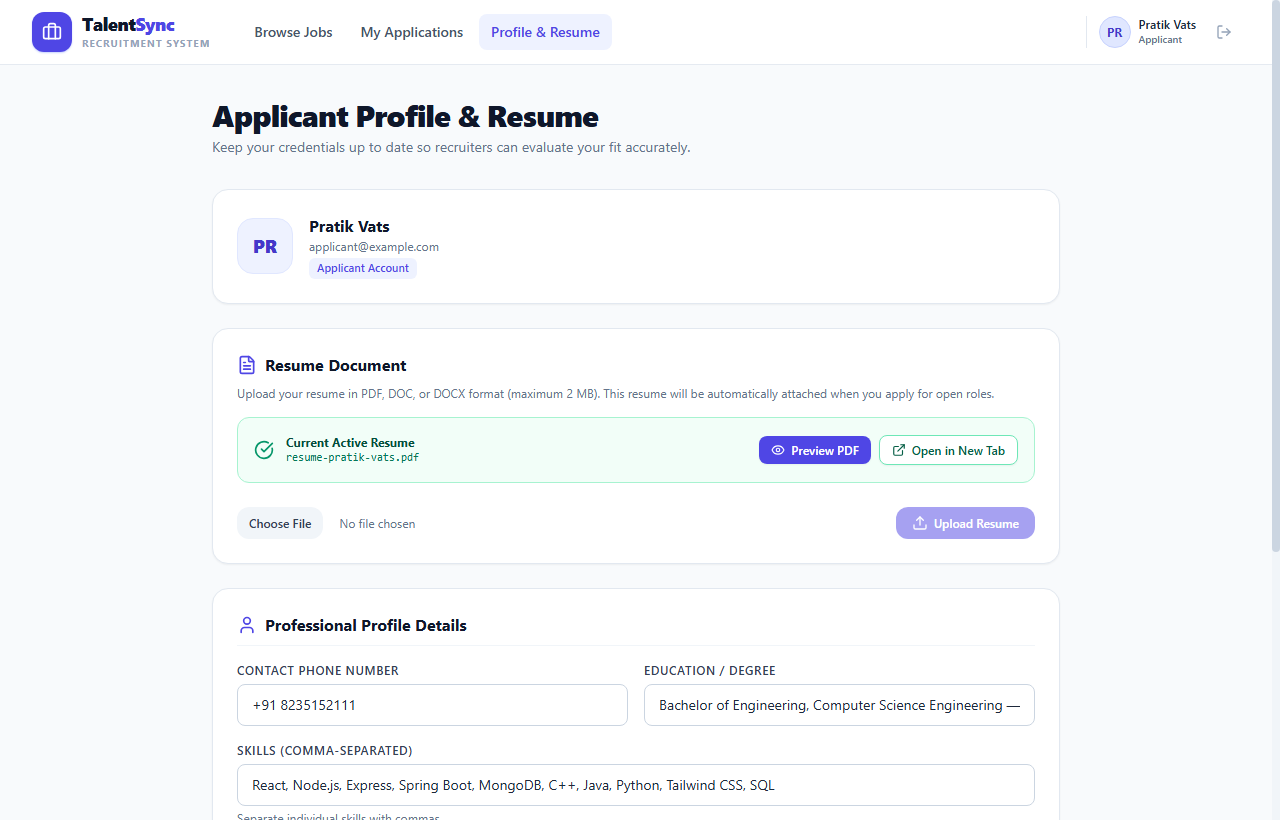 TalentSync
RECRUITMENT SYSTEM
Browse Jobs
My Applications
Profile & Resume
PR
Pratik Vats
Applicant
Applicant Profile & Resume
Keep your credentials up to date so recruiters can evaluate your fit accurately.
PR
Pratik Vats
applicant@example.com
Applicant Account
Resume Document
Upload your resume in PDF, DOC, or DOCX format (maximum 2 MB). This resume will be automatically attached when you apply for open roles.
Current Active Resume
resume-pratik-vats.pdf
Preview PDF
Open in New Tab
Choose File
No file chosen
Upload Resume
Professional Profile Details
CONTACT PHONE NUMBER
+91 8235152111
EDUCATION / DEGREE
Bachelor of Engineering, Computer Science Engineering —
SKILLS (COMMA-SEPARATED)
React, Node.js, Express, Spring Boot, MongoDB, C++, Java, Python, Tailwind CSS, SQL
Separate individual skills with commas